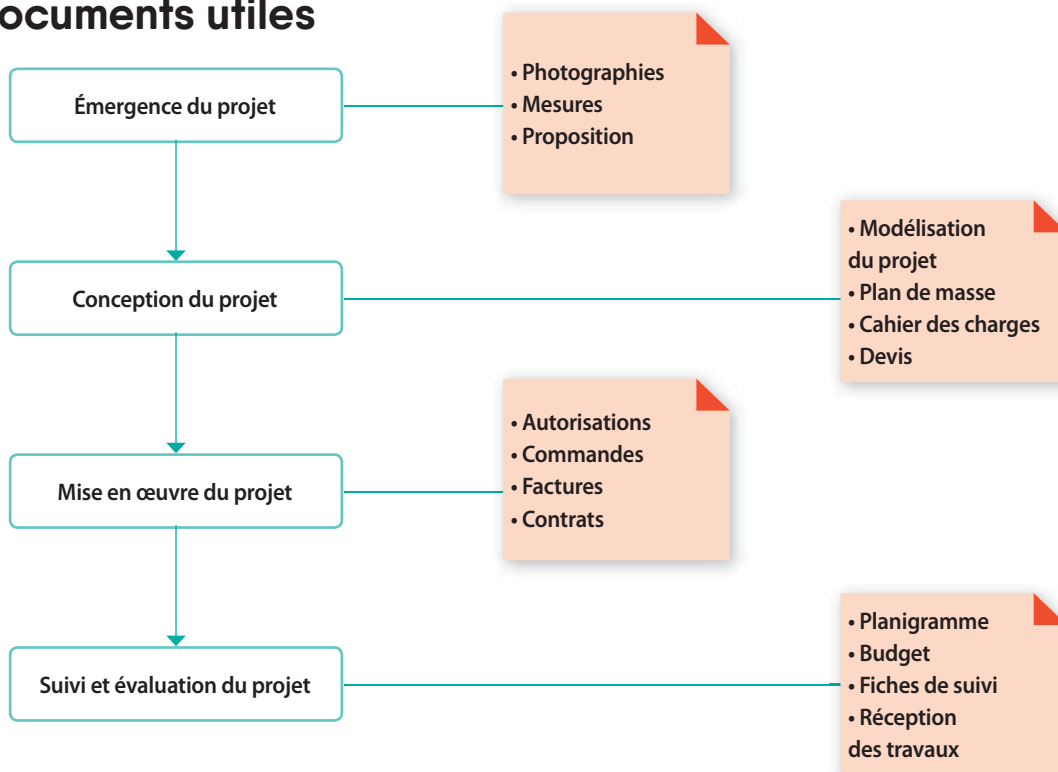 ocuments utiles
Émergence du projet
• Photographies
• Mesures
• Proposition
Conception du projet
• Modélisation
du projet
• Plan de masse
• Cahier des charges
• Devis
Mise en œuvre du projet
• Autorisations
• Commandes
• Factures
• Contrats
Suivi et évaluation du projet
• Planigramme
• Budget
• Fiches de suivi
• Réception
des travaux